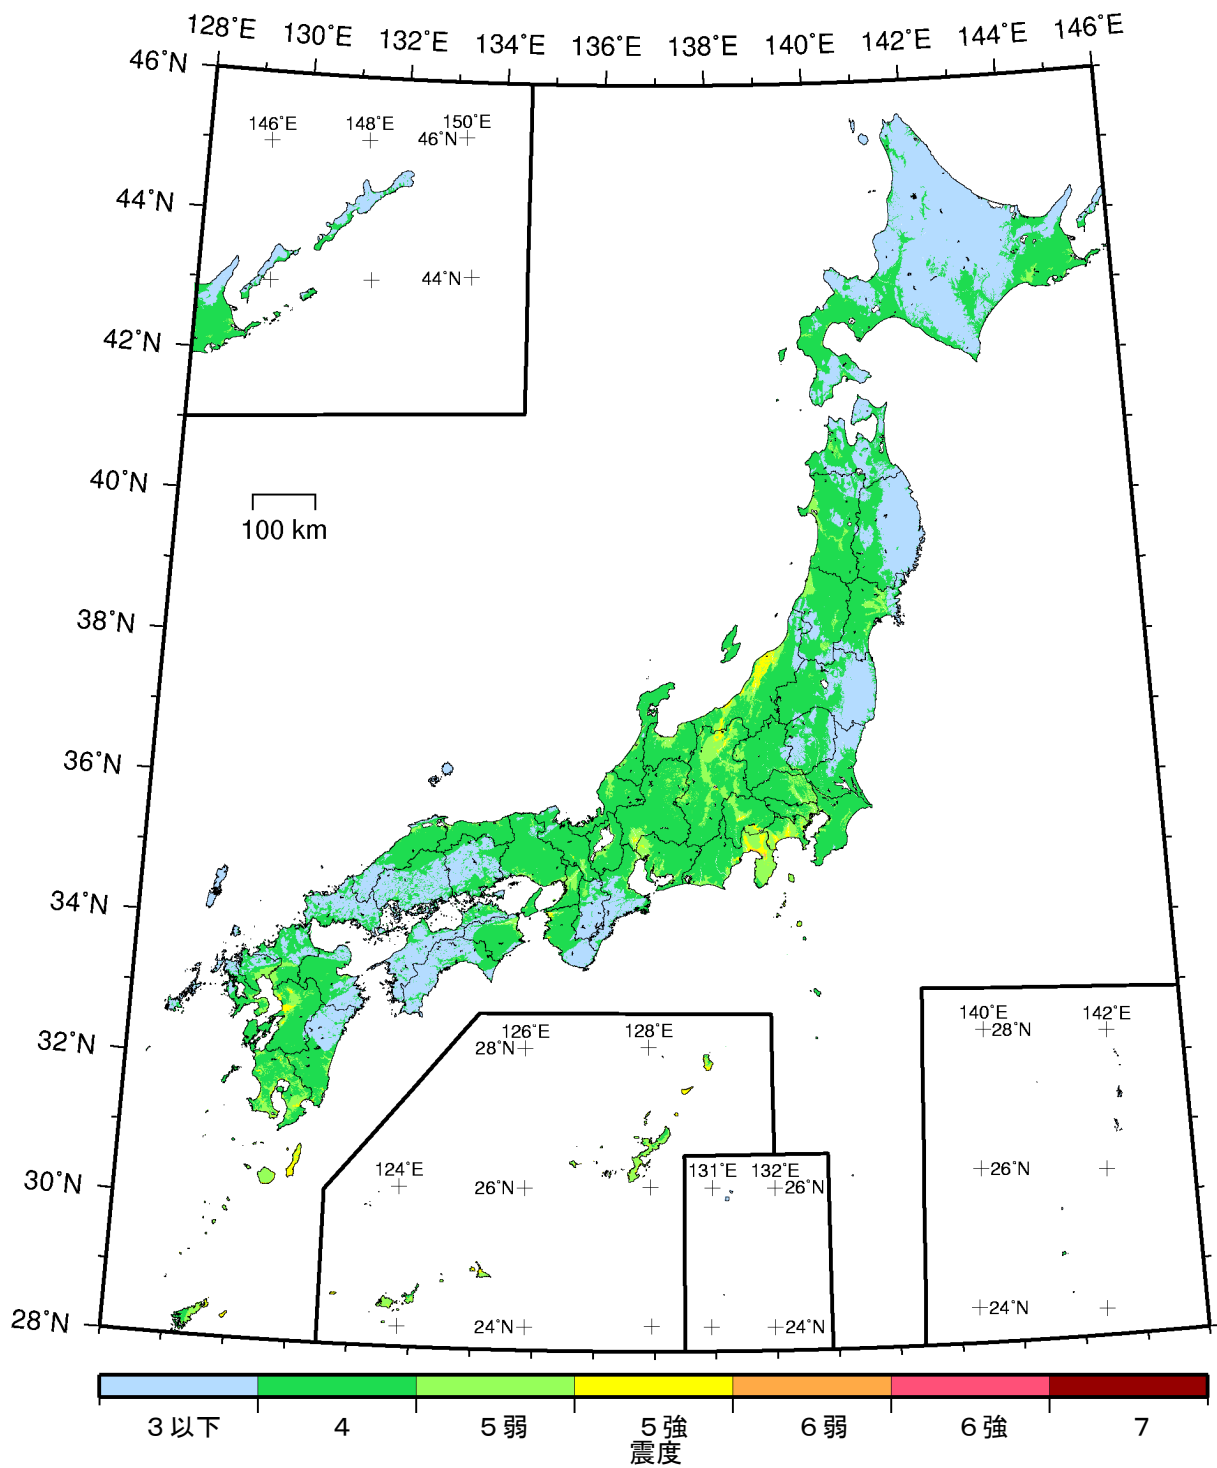 128°E 130°E 132°E 134°E 136°E 138°E 140°E 142°E 144°E 146°E
46°N
146°E 148°E 150°E
46°N
44°N
44°N
42°N
40°N
100 km
38°N
36°N
34°N
32°N
126°E 128°E
28°N
140°E 142°E
28°N
30°N
124°E
26°N
131°E 132°E
26°N
26°N
28°N
24°N
24°N
24°N
3以下 4 5弱 5強 6弱 6強 7
震度